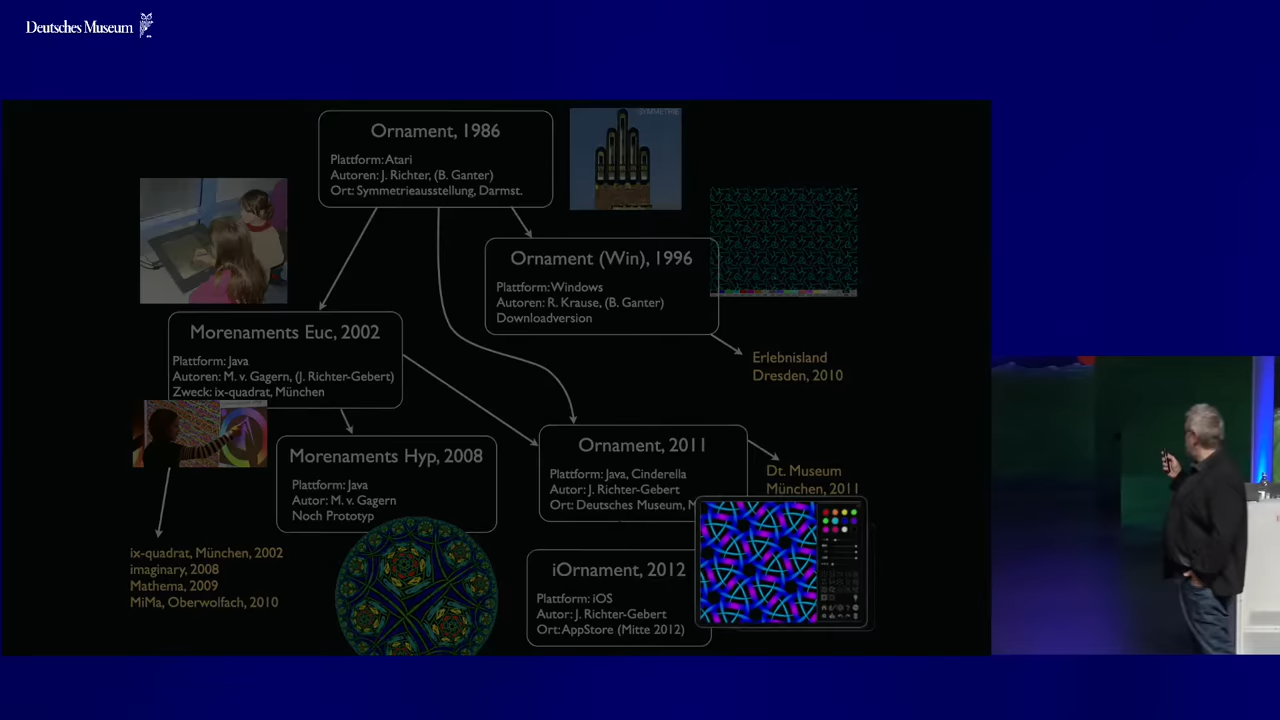 Deutsches Museum
Ornament, 1986
Plattform: Atari
Autoren: J. Richter, (B. Ganter)
Ort: Symmetrieausstellung, Darmst.
SYMMETRIE
Ornament (Win), 1996
Plattform: Windows
Autoren: R. Krause, (B. Ganter)
Downloadversion
Erlebnisland
Dresden, 2010
Morenaments Euc, 2002
Plattform: Java
Autoren: M. v. Gagern, (J. Richter-Gebert)
Zweck: ix-quadrat, München
Morenaments Hyp, 2008
Plattform: Java
Autor: M. v. Gagern
Noch Prototyp
Ornament, 2011
Plattform: Java, Cinderella
Autor: J. Richter-Gebert
Ort: Deutsches Museum, M
Dt. Museum
München, 2011
ix-quadrat, München, 2002
imaginary, 2008
Mathema, 2009
MiMa, Oberwolfach, 2010
iOrnament, 2012
Plattform: iOS
Autor: J. Richter-Gebert
Ort: AppStore (Mitte 2012)